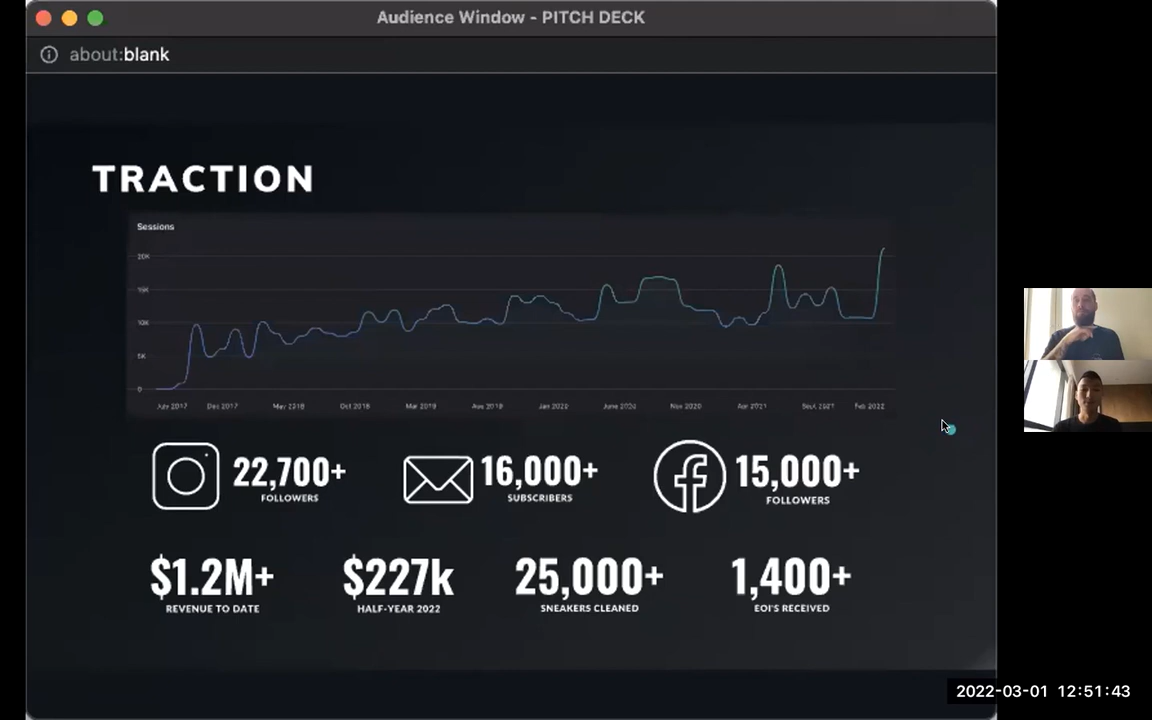 Audience Window - PITCH DECK
about:blank
TRACTION
Sessions
20K
15K
10K
5K
0
July 2017 Dec 2017 May 2018 Oct 2018 Mar 2019 Aug 2019 Jan 2020 June 2020 Nov 2020 Apr 2021 Sept 2021 Feb 2022
22,700+ 16,000+ 15,000+
FOLLOWERS SUBSCRIBERS FOLLOWERS
$1.2M+ $227k 25,000+ 1,400+
REVENUE TO DATE HALF-YEAR 2022 SNEAKERS CLEANED EOI'S RECEIVED
2022-03-01 12:51:43